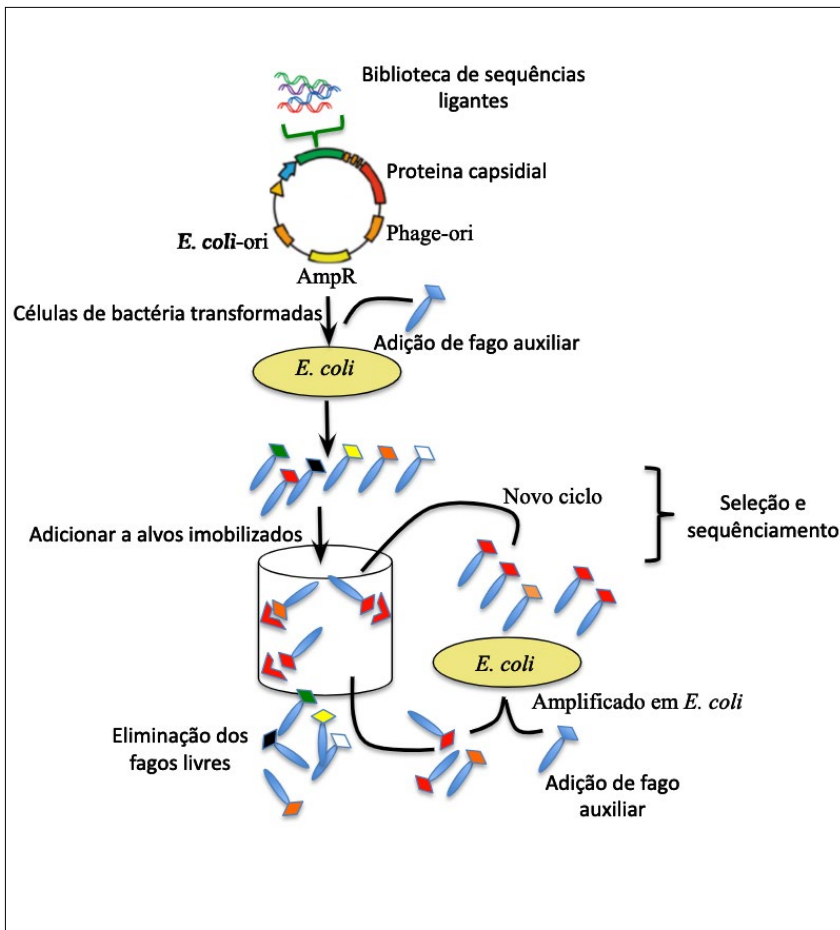 Biblioteca de sequências
ligantes
Proteina capsidial
E. coli-ori
Phage-ori
AmpR
Células de bactéria transformadas
Adição de fago auxiliar
E. coli
Novo ciclo
Seleção e
sequênciamento
Adicionar a alvos imobilizados
E. coli
Amplificado em E. coli
Eliminação dos
fagos livres
Adição de fago
auxiliar